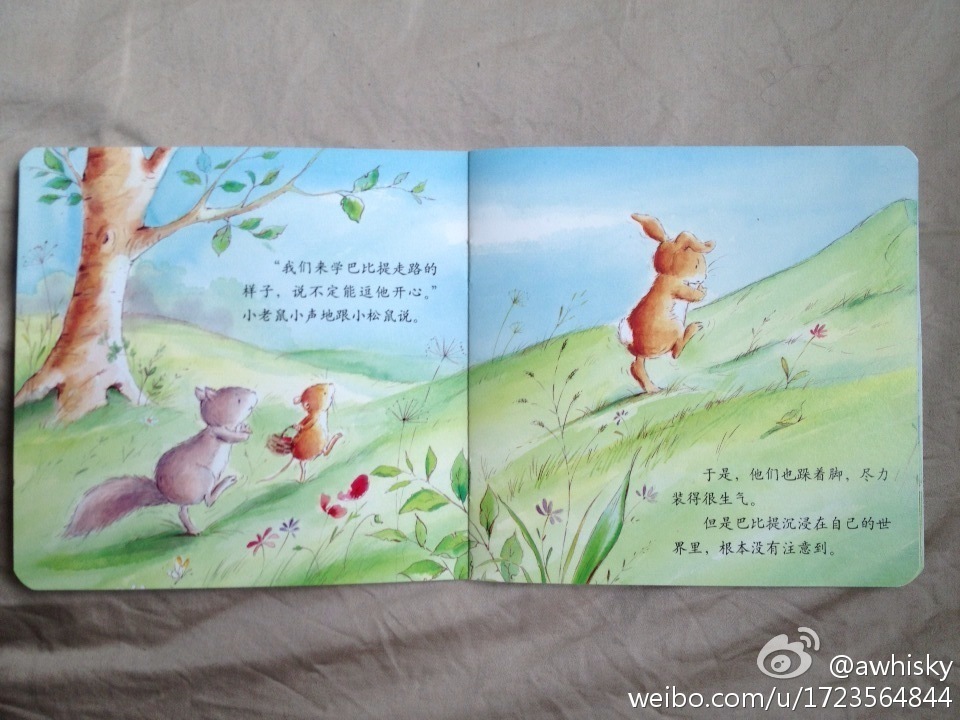 “我们来学巴比提走路的
样子，说不定能逗他开心。”
小老鼠小声地跟小松鼠说。
于是，他们也跺着脚，尽力
装得很生气。
但是巴比提沉浸在自己的世
界里，根本没有注意到。
@awhisky
weibo.com/u/1723564844